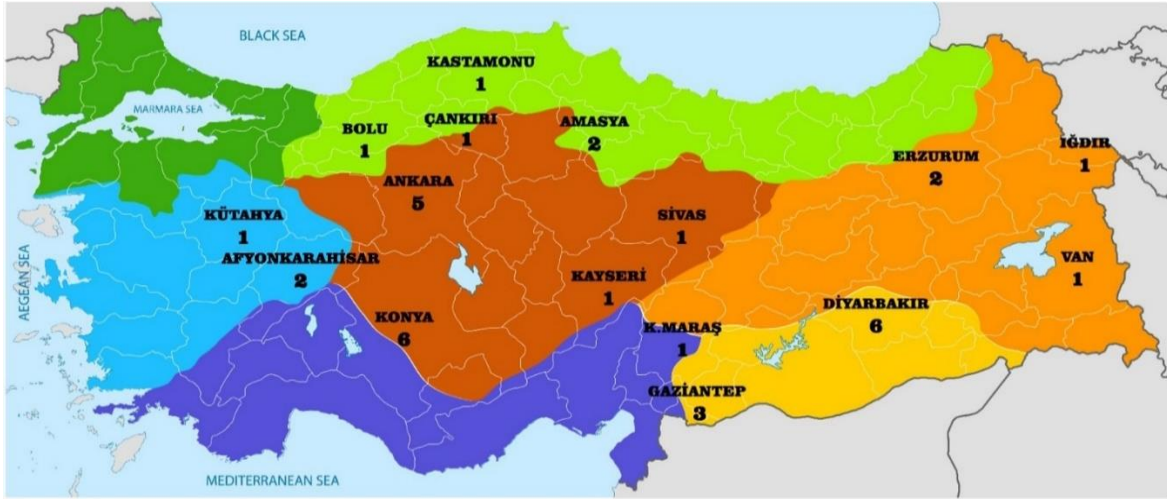 BLACK SEA
KASTAMONU
1
MARMARA SEA
BOLU
1
ÇANKIRI
1
AMASYA
2
ERZURUM
2
İĞDIR
1
ANKARA
5
KÜTAHYA
1
SİVAS
1
AFYONKARAHİSAR
2
VAN
1
AEGEAN SEA
KAYSERİ
1
KONYA
6
DİYARBAKIR
6
K.MARAŞ
1
GAZİANTEP
3
MEDITERRANEAN SEA